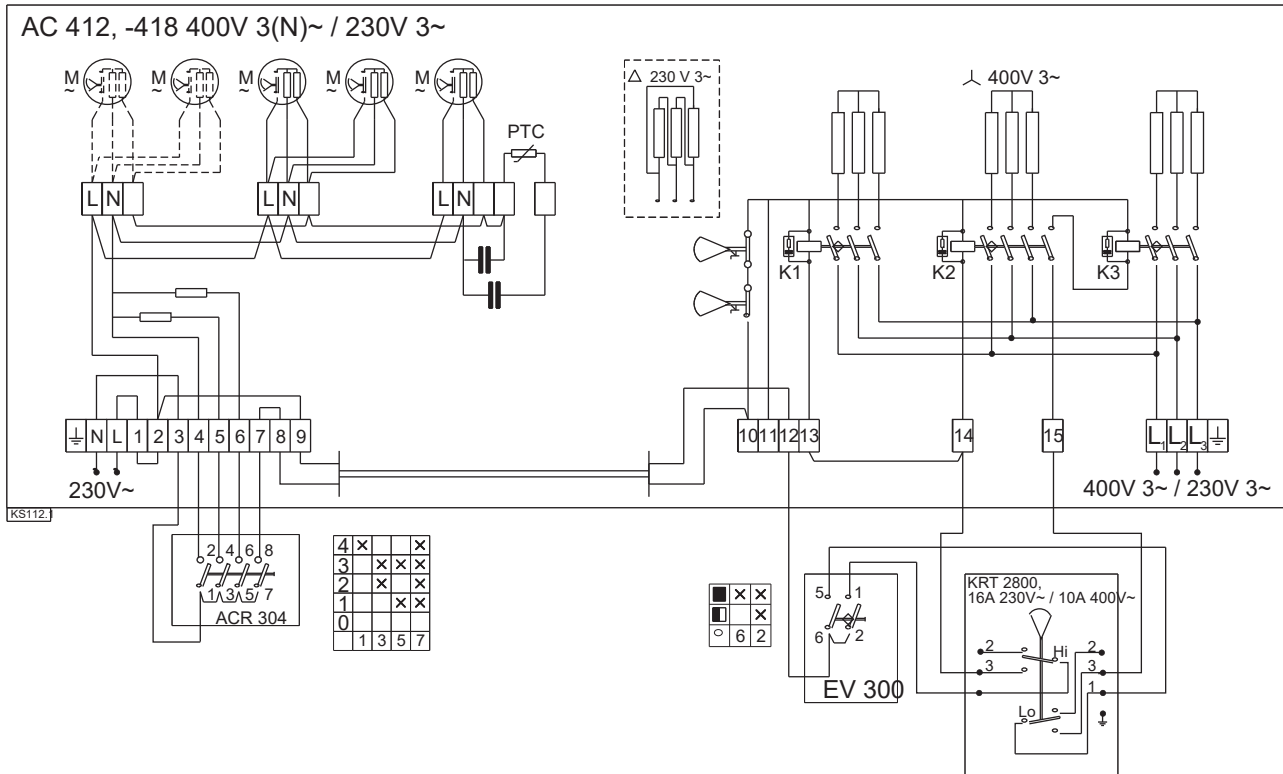 AC 412, -418 400V 3(N)~ / 230V 3~
M ~
M ~
M ~
M ~
M ~
PTC
△ 230 V 3~
400V 3~
L N
L N
L N
K1
K2
K3
N L 1 2 3 4 5 6 7 8 9
10 11 12 13
14
15
L1 L2 L3
230V~
400V 3~ / 230V 3~
KS112.1
2 4 6 8
1 3 5 7
ACR 304
4 × ×
3 × × ×
2 × ×
1 × ×
0
1 3 5 7
× ×
×
6 2
5 1
6 2
EV 300
KRT 2800,
16A 230V~ / 10A 400V~
2 Hi 2
3 3
1
Lo